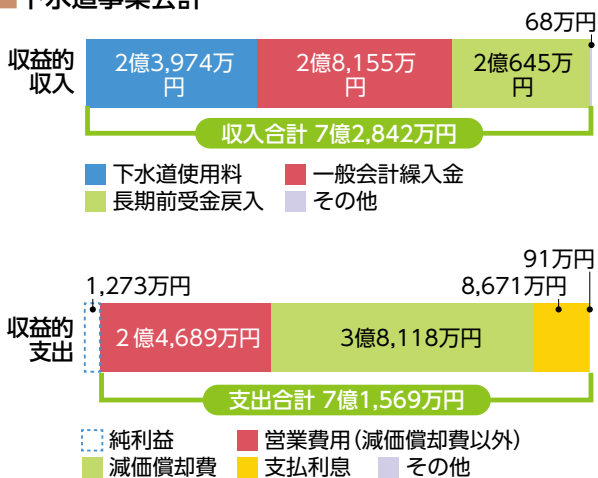 ■下水道事業会計
68万円
収益的
収入
2億3,974万
円
2億8,155万
円
2億645万
円
収入合計 7億2,842万円
下水道使用料
一般会計繰入金
長期前受金戻入
その他
91万円
1,273万円
8,671万円
収益的
支出
2億4,689万円
3億8,118万円
支出合計 7億1,569万円
純利益
営業費用(減価償却費以外)
減価償却費
支払利息
その他